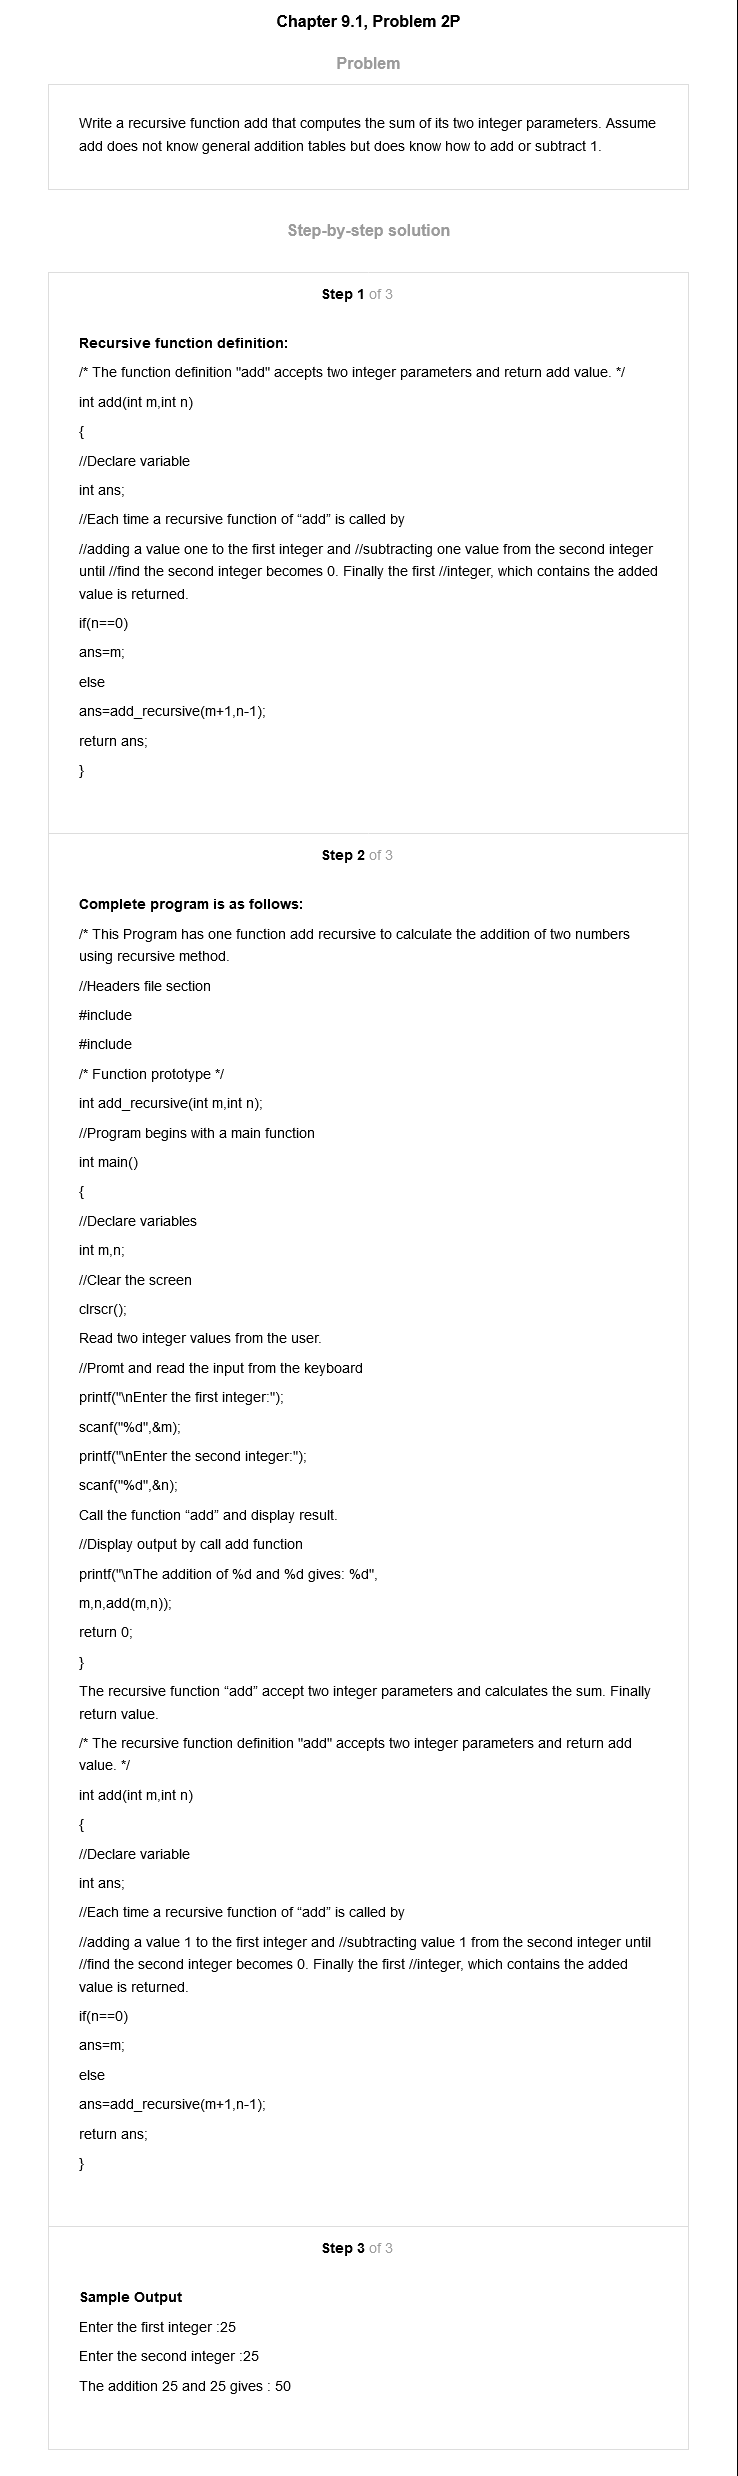 Chapter 9.1, Problem 2P
Problem
Write a recursive function add that computes the sum of its two integer parameters. Assume
add does not know general addition tables but does know how to add or subtract 1.
Step-by-step solution
Step 1 of 3
Recursive function definition:
/* The function definition "add" accepts two integer parameters and return add value. */
int add(int m,int n)
{
//Declare variable
int ans;
//Each time a recursive function of “add” is called by
//adding a value one to the first integer and //subtracting one value from the second integer
until //find the second integer becomes 0. Finally the first //integer, which contains the added
value is returned.
if(n==0)
ans=m;
else
ans=add_recursive(m+1,n-1);
return ans;
}
Step 2 of 3
Complete program is as follows:
/* This Program has one function add recursive to calculate the addition of two numbers
using recursive method.
//Headers file section
#include
#include
/* Function prototype */
int add_recursive(int m,int n);
//Program begins with a main function
int main()
{
//Declare variables
int m,n;
//Clear the screen
clrscr();
Read two integer values from the user.
//Promt and read the input from the keyboard
printf("\nEnter the first integer:");
scanf("%d",&m);
printf("\nEnter the second integer:");
scanf("%d",&n);
Call the function “add” and display result.
//Display output by call add function
printf("\nThe addition of %d and %d gives: %d",
m,n,add(m,n));
return 0;
}
The recursive function “add” accept two integer parameters and calculates the sum. Finally
return value.
/* The recursive function definition "add" accepts two integer parameters and return add
value. */
int add(int m,int n)
{
//Declare variable
int ans;
//Each time a recursive function of “add” is called by
//adding a value 1 to the first integer and //subtracting value 1 from the second integer until
//find the second integer becomes 0. Finally the first //integer, which contains the added
value is returned.
if(n==0)
ans=m;
else
ans=add_recursive(m+1,n-1);
return ans;
}
Step 3 of 3
Sample Output
Enter the first integer :25
Enter the second integer :25
The addition 25 and 25 gives : 50